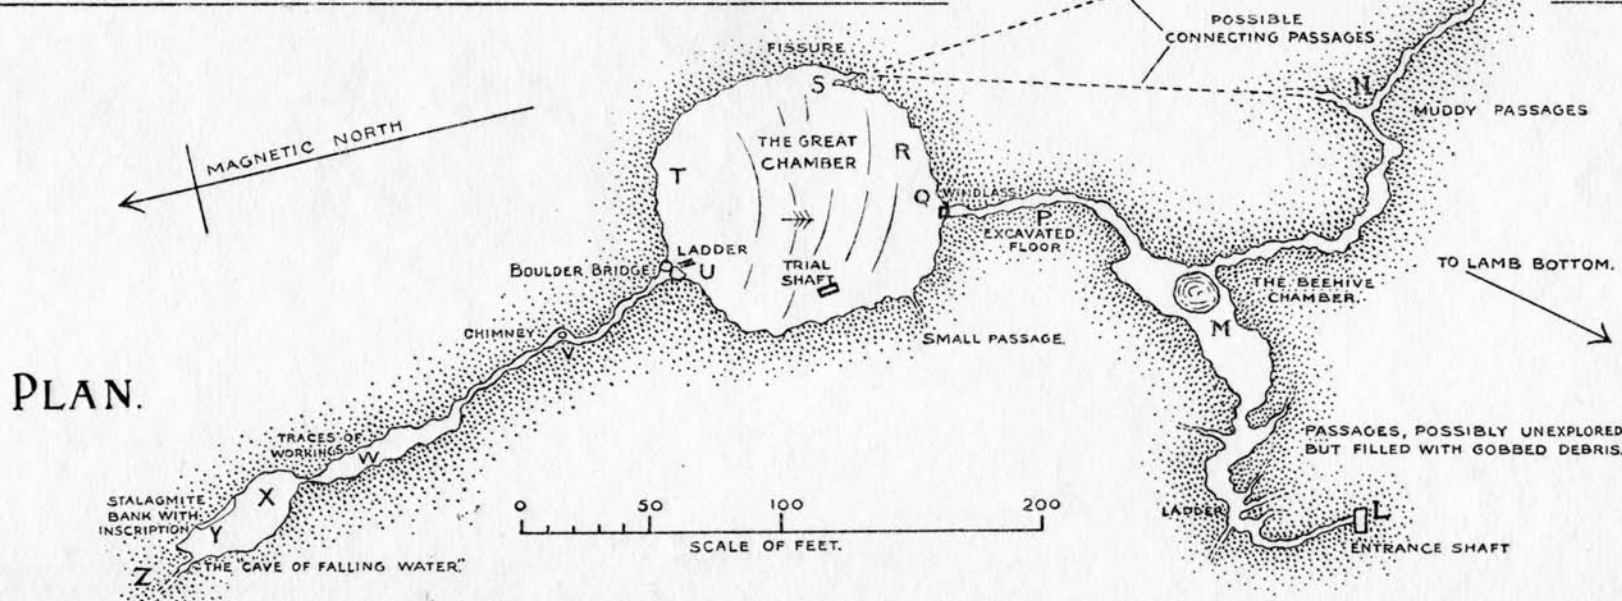 POSSIBLE
CONNECTING PASSAGES
FISSURE
S
N
MUDDY PASSAGES
MAGNETIC NORTH
THE GREAT
CHAMBER
R
T
Q
WINDLASS
P
EXCAVATED
FLOOR
LADDER
BOULDER BRIDGE
U
TRIAL
SHAFT
TO LAMB BOTTOM.
THE BEEHIVE
CHAMBER.
M
CHIMNEY
V
SMALL PASSAGE.
PLAN.
TRACES OF
WORKINGS
W
PASSAGES, POSSIBLY UNEXPLORED
BUT FILLED WITH GOBBED DEBRIS.
X
STALAGMITE
BANK WITH
INSCRIPTION
Y
0 50 100 200
SCALE OF FEET.
LADDER
L
ENTRANCE SHAFT
Z
THE "CAVE OF FALLING WATER."